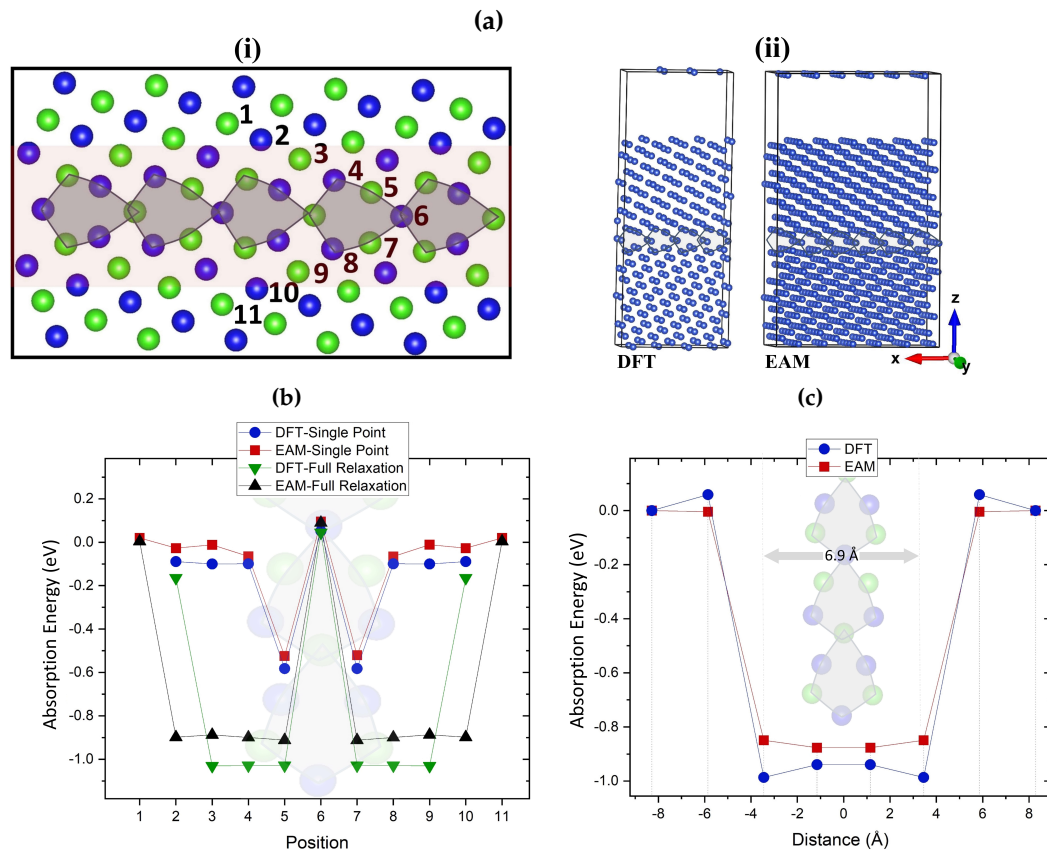 (a)
(i)
(ii)
1
2
3
4
5
6
7
8
9
10
11
DFT
EAM
z
x
y
(b)
DFT-Single Point
EAM-Single Point
DFT-Full Relaxation
EAM-Full Relaxation
Absorption Energy (eV)
0.2
0.0
-0.2
-0.4
-0.6
-0.8
-1.0
1 2 3 4 5 6 7 8 9 10 11
Position
(c)
DFT
EAM
6.9 Å
Absorption Energy (eV)
0.0
-0.2
-0.4
-0.6
-0.8
-1.0
-8 -6 -4 -2 0 2 4 6 8
Distance (Å)